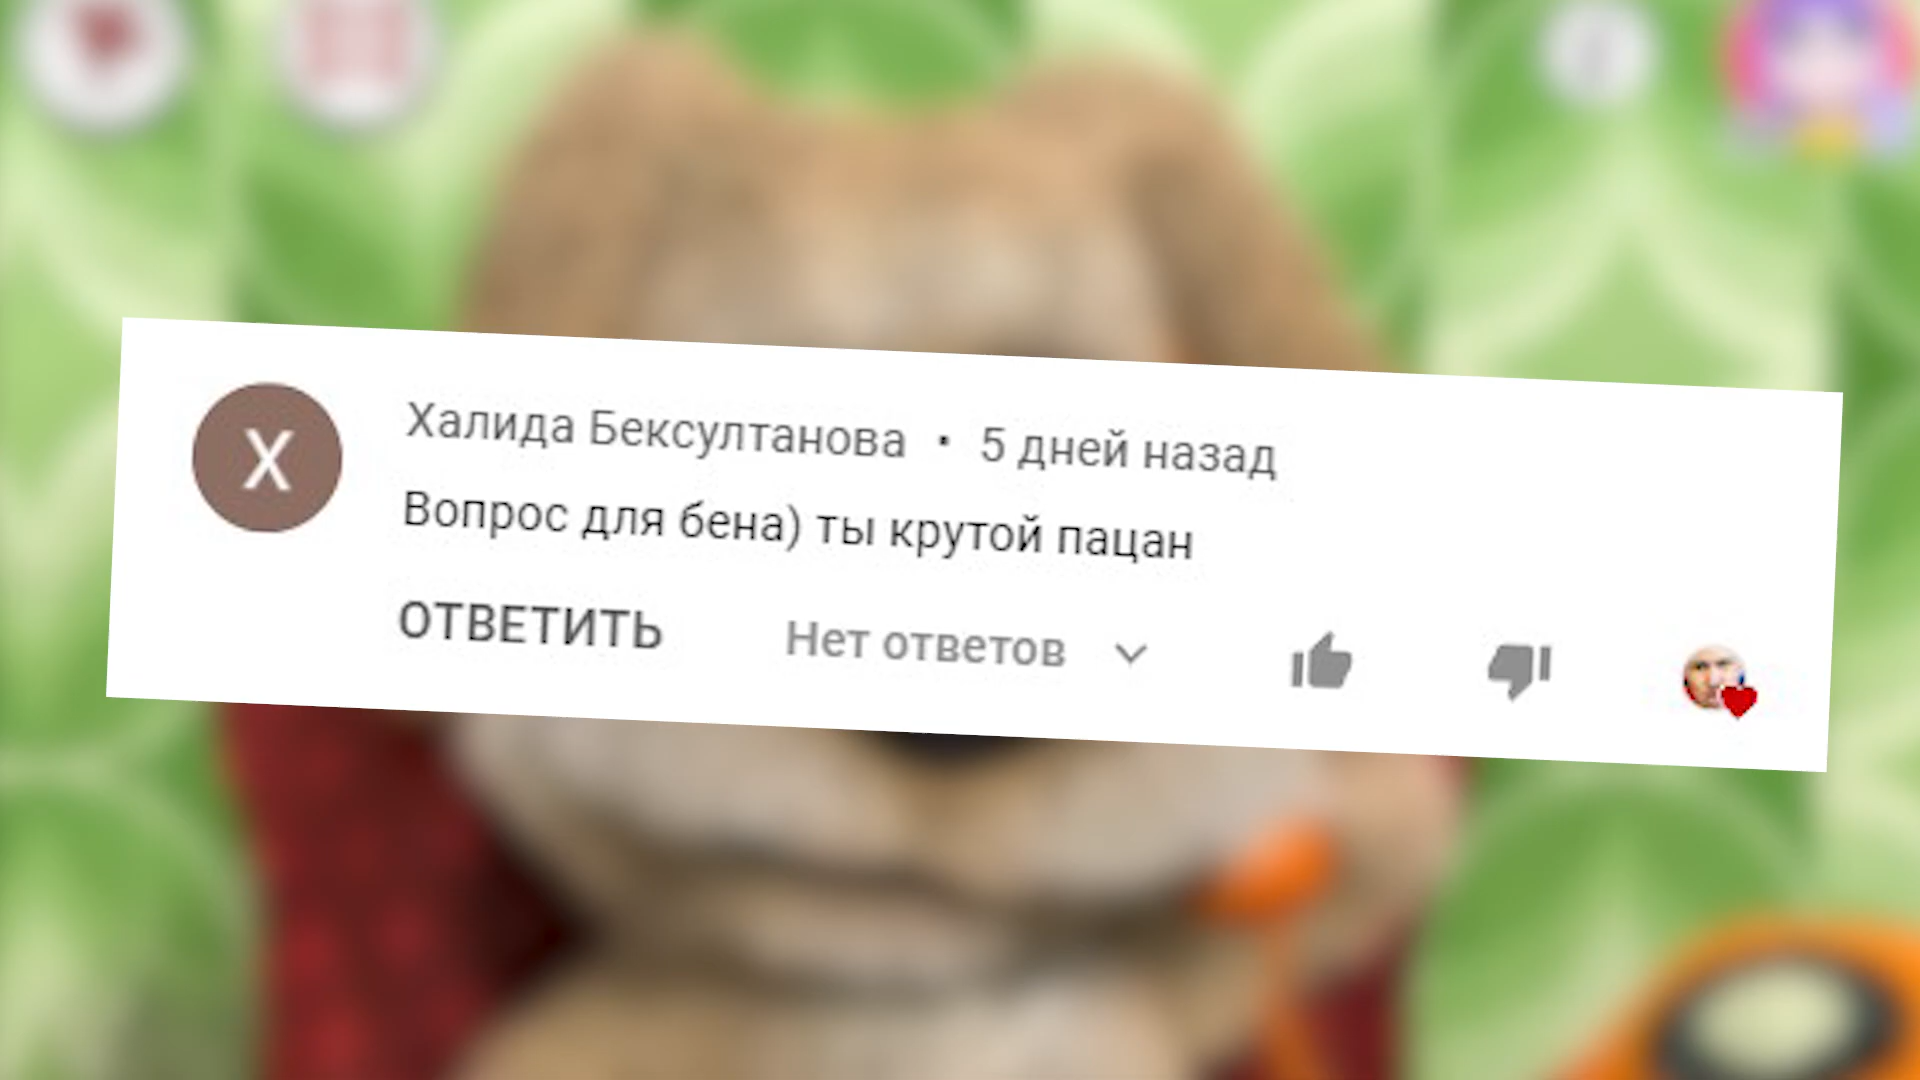 Х
Халида Бексултанова • 5 дней назад
Вопрос для бена) ты крутой пацан
ОТВЕТИТЬ Нет ответов